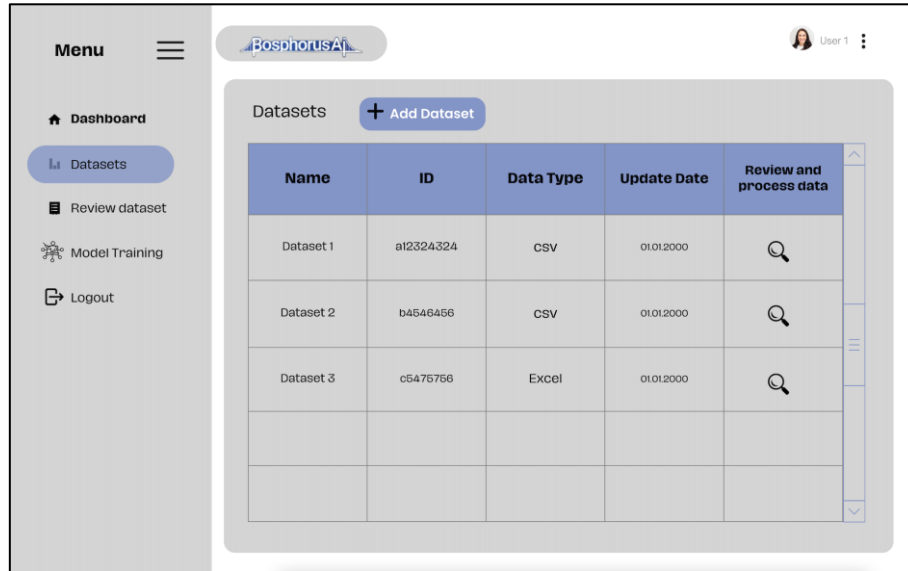 Menu
BosphorusAi
User 1
Dashboard
Datasets
Review dataset
Model Training
Logout
Datasets
+ Add Dataset
Name ID Data Type Update Date Review and process data
Dataset 1 a12324324 CSV 01.01.2000
Dataset 2 b4546456 CSV 01.01.2000
Dataset 3 c5475756 Excel 01.01.2000